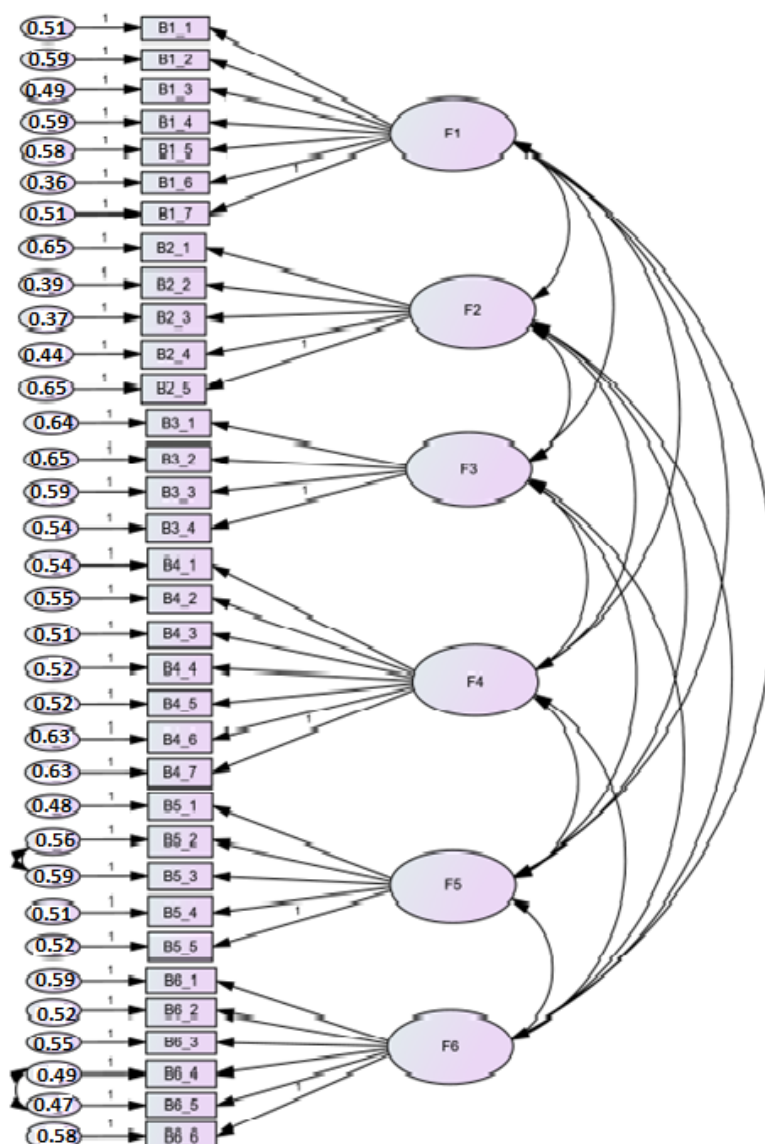 0.51 1 B1_1
0.59 1 B1_2
0.49 1 B1_3
0.59 1 B1_4
F1
0.58 1 B1_5
1
0.36 1 B1_6
0.51 1 B1_7
0.65 1 B2_1
0.39 1 B2_2
F2
0.37 1 B2_3
1
0.44 1 B2_4
0.65 1 B2_5
0.64 1 B3_1
0.65 1 B3_2
F3
0.59 1 B3_3
1
0.54 1 B3_4
0.54 1 B4_1
0.55 1 B4_2
0.51 1 B4_3
0.52 1 B4_4
F4
0.52 1 B4_5
1
0.63 1 B4_6
0.63 1 B4_7
0.48 1 B5_1
0.56 1 B5_2
0.59 1 B5_3
F5
0.51 1 B5_4
1
0.52 1 B5_5
0.59 1 B6_1
0.52 1 B6_2
0.55 1 B6_3
F6
0.49 1 B6_4
1
0.47 1 B6_5
0.58 1 B6_6